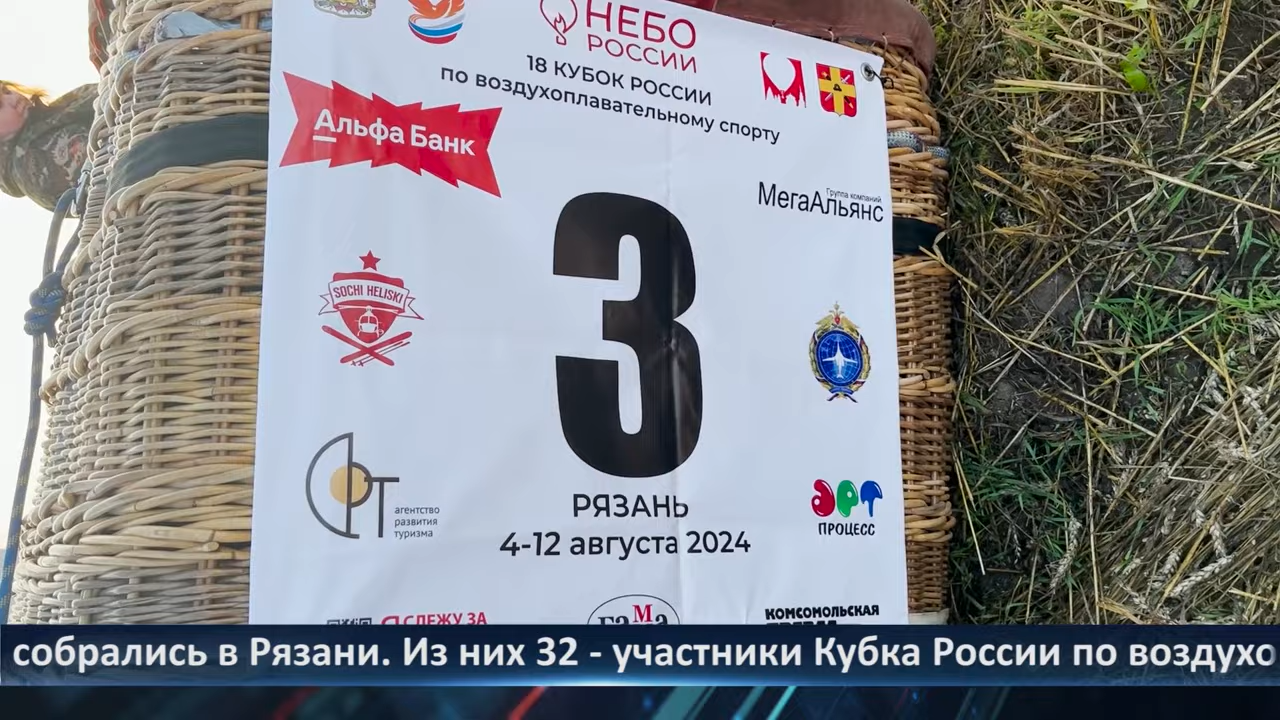 НЕБО
РОССИИ
18 КУБОК РОССИИ
по воздухоплавательному спорту
Альфа Банк
Группа компаний
МегаАльянс
SOCHI HELISKI
3
агентство
развития
туризма
АРТ
ПРОЦЕСС
РЯЗАНЬ
4-12 августа 2024
СЛЕЖУ ЗА
ГаМма
КОМСОМОЛЬСКАЯ
собрались в Рязани. Из них 32 - участники Кубка России по воздухо